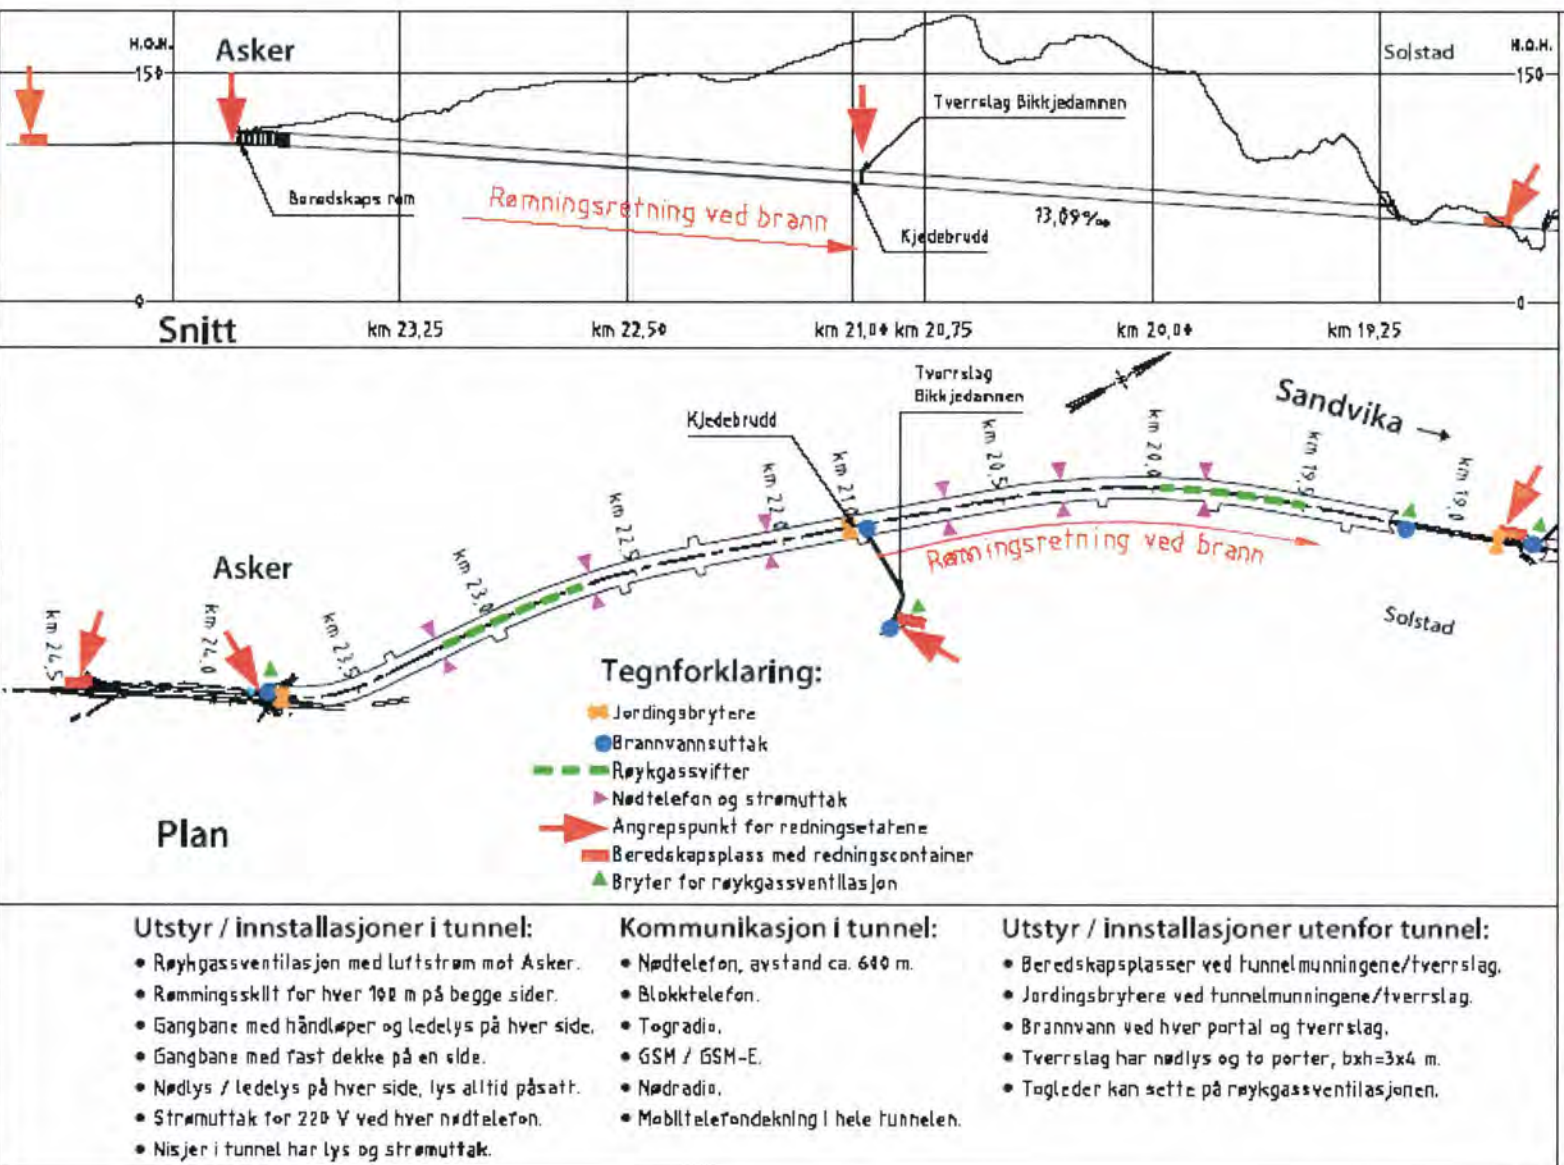 H.O.H.
Asker
Solstad
H.O.H.
150
150
Tverrslag Bikkjedamnen
Beredskaps rom
Rømningsretning ved brann
13,09‰
Kjedebrudd
0
0
Snitt
km 23,25
km 22,50
km 21,00
km 20,75
km 20,00
km 19,25
Tverrslag
Bikkjedannen
Sandvika →
Kjedebrudd
km 24,5
km 24,0
km 23,5
km 23,0
km 22,5
km 22,0
km 21,0
km 20,5
km 20,0
km 19,5
km 19,0
Asker
Rømningsretning ved brann
Solstad
Tegnforklaring:
Jordingsbrytere
Brannvannsuttak
Røykgassvifter
Nødtelefon og strømuttak
Angrepspunkt for redningsetatene
Beredskapsplass med redningscontainer
Bryter for røykgassventilasjon
Plan
Utstyr / innstallasjoner i tunnel:
• Røykgassventilasjon med luftstrøm mot Asker.
• Rømmingsskilt for hver 100 m på begge sider.
• Gangbane med håndløper og ledelys på hver side.
• Gangbane med fast dekke på en side.
• Nødlys / ledelys på hver side, lys alltid påsatt.
• Strømuttak for 220 V ved hver nødtelefon.
• Nisjer i tunnel har lys og strømuttak.
Kommunikasjon i tunnel:
• Nødtelefon, avstand ca. 600 m.
• Blokktelefon.
• Togradio.
• GSM / GSM-E.
• Nødradio.
• Mobiltelefondekning i hele tunnelen.
Utstyr / innstallasjoner utenfor tunnel:
• Beredskapsplasser ved tunnelmunningene/tverrslag.
• Jordingsbrytere ved tunnelmunningene/tverrslag.
• Brannvann ved hver portal og tverrslag.
• Tverrslag har nødlys og to porter, bxh=3x4 m.
• Togleder kan sette på røykgassventilasjonen.